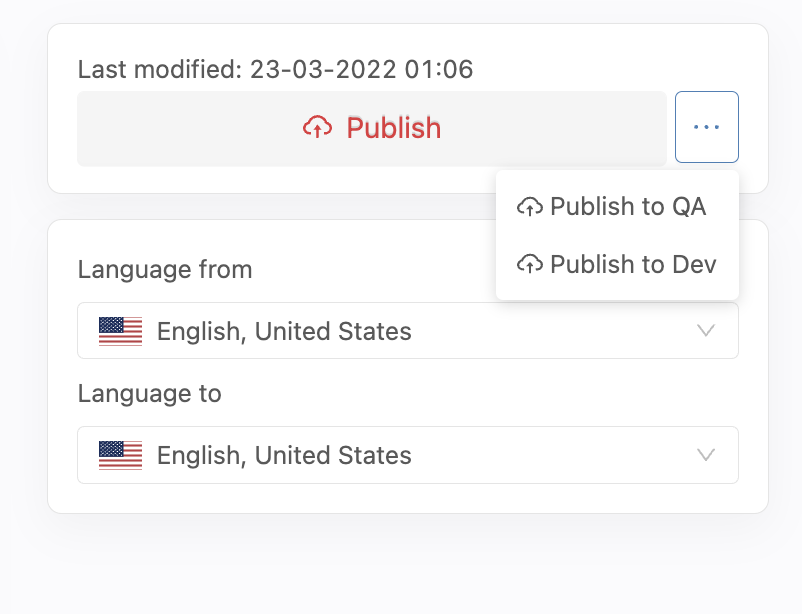 Last modified: 23-03-2022 01:06
Publish
...
Publish to QA
Publish to Dev
Language from
English, United States
Language to
English, United States